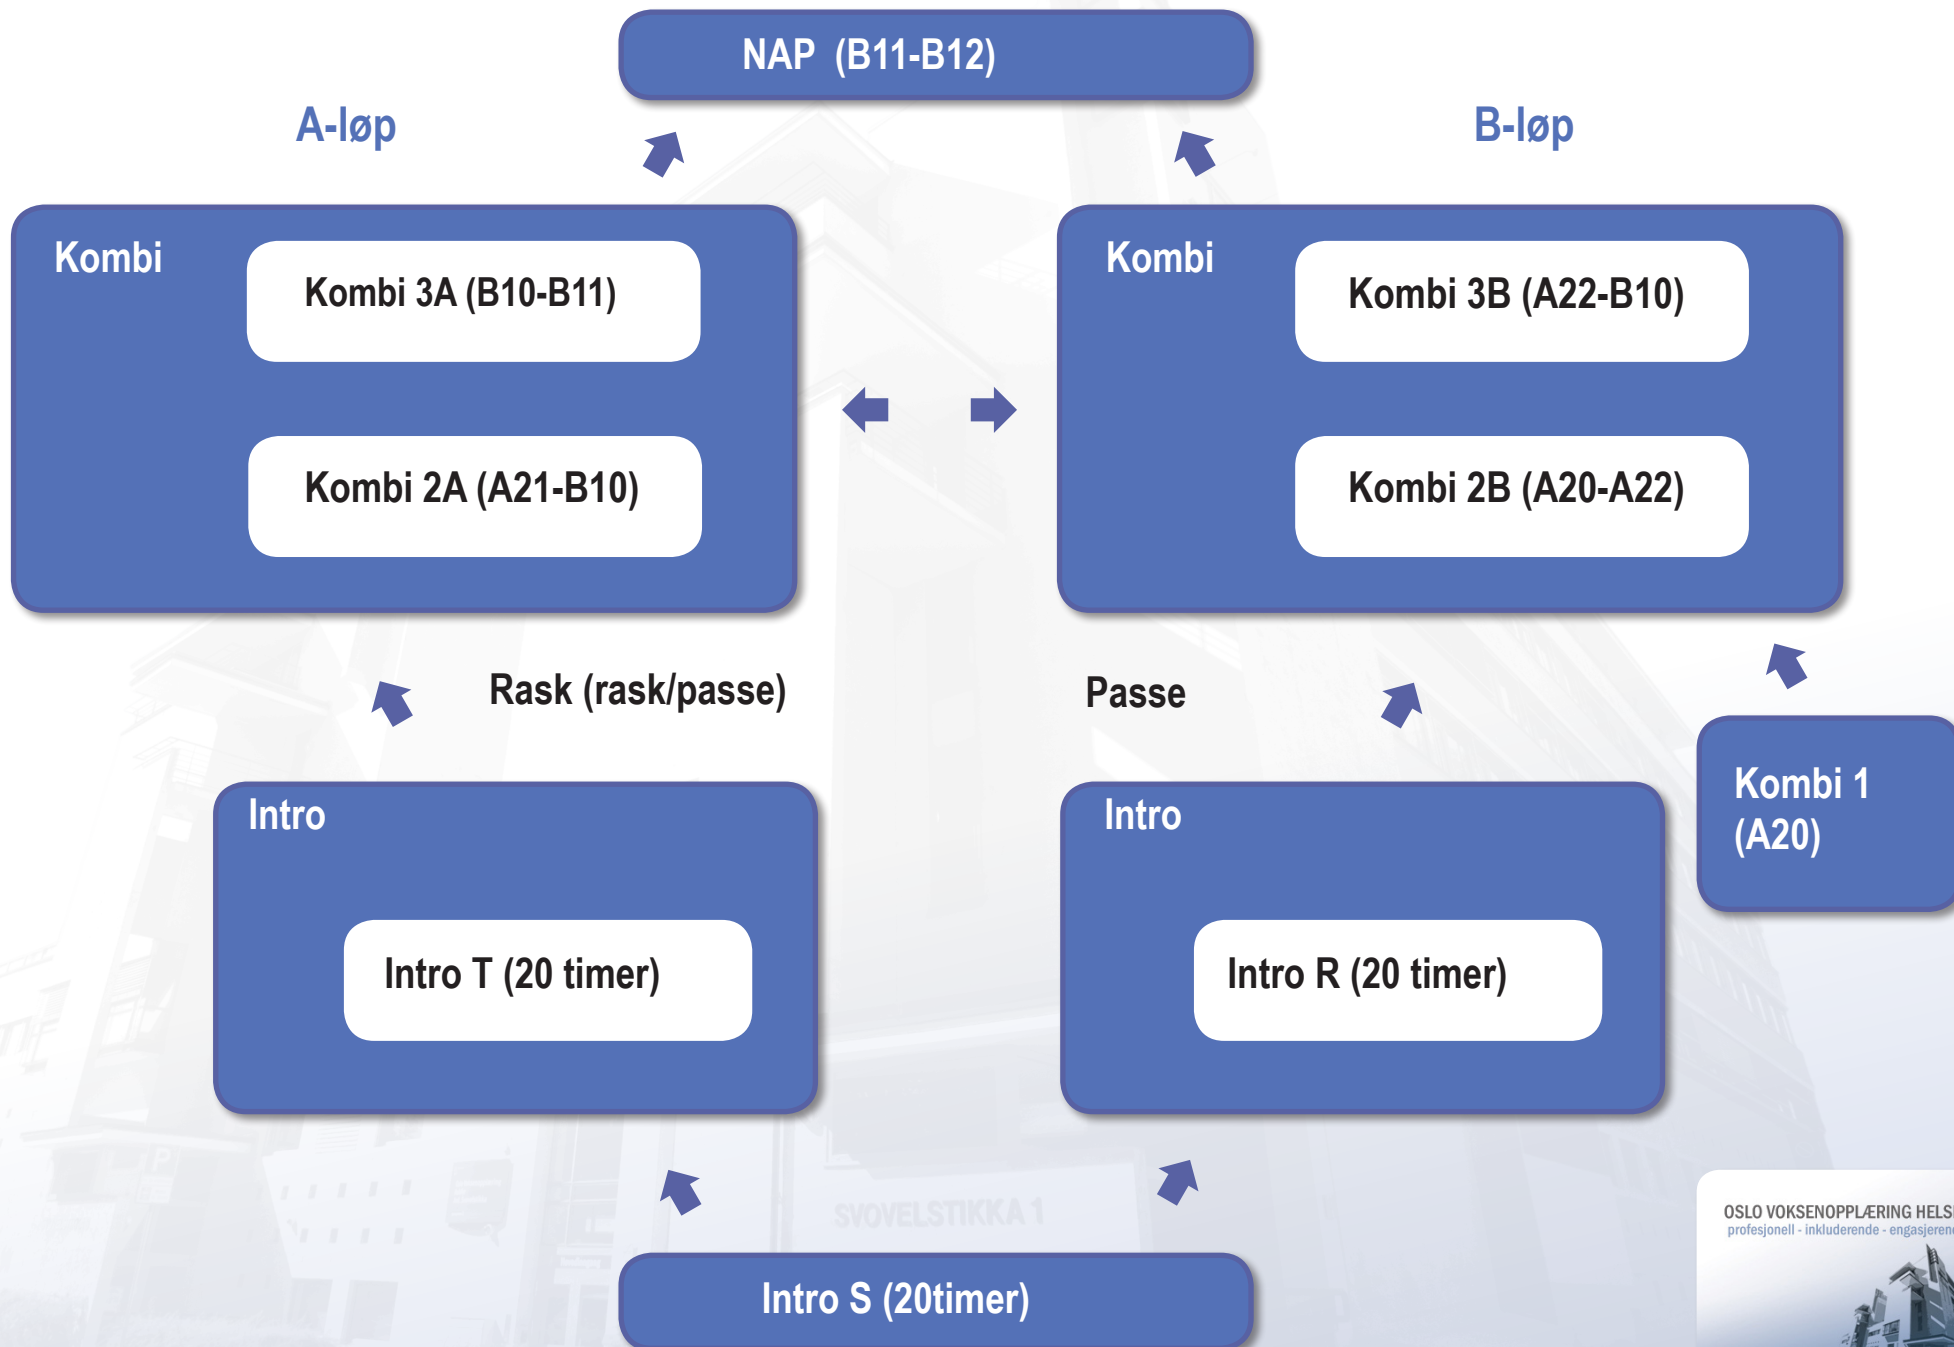 NAP (B11-B12)
A-løp
B-løp
Kombi
Kombi 3A (B10-B11)
Kombi 2A (A21-B10)
Kombi
Kombi 3B (A22-B10)
Kombi 2B (A20-A22)
Rask (rask/passe)
Passe
Kombi 1
(A20)
Intro
Intro T (20 timer)
Intro
Intro R (20 timer)
SVOVELSTIKKA 1
Intro S (20timer)
OSLO VOKSENOPPLÆRING HELS
profesjonell - inkluderende - engasjerend